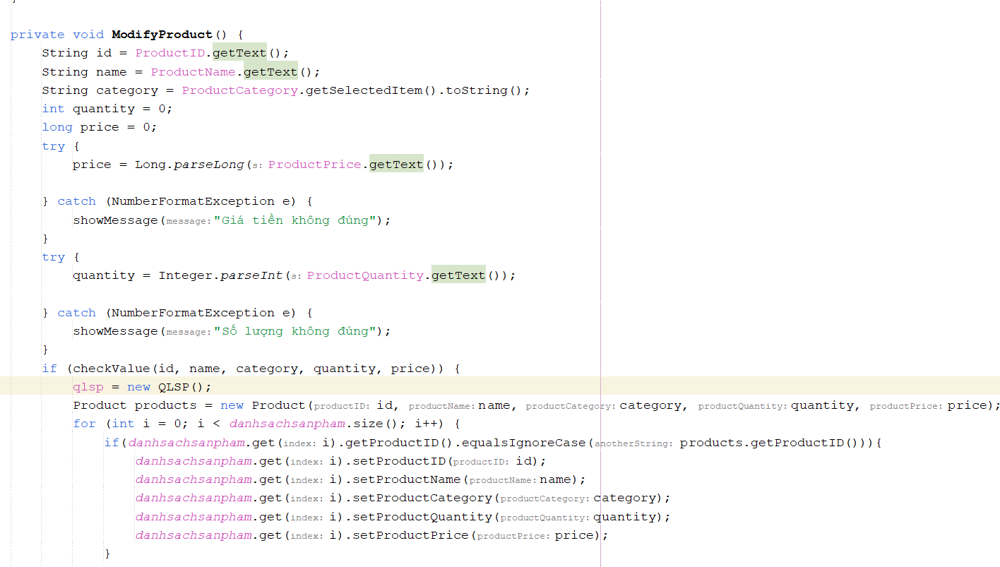 }
private void ModifyProduct() {
String id = ProductID.getText();
String name = ProductName.getText();
String category = ProductCategory.getSelectedItem().toString();
int quantity = 0;
long price = 0;
try {
price = Long.parseLong(s: ProductPrice.getText());
} catch (NumberFormatException e) {
showMessage(message: "Giá tiền không đúng");
}
try {
quantity = Integer.parseInt(s: ProductQuantity.getText());
} catch (NumberFormatException e) {
showMessage(message: "Số lượng không đúng");
}
if (checkValue(id, name, category, quantity, price)) {
qlsp = new QLSP();
Product products = new Product(productID: id, productName: name, productCategory: category, productQuantity: quantity, productPrice: price);
for (int i = 0; i < danhsachsanpham.size(); i++) {
if(danhsachsanpham.get(index: i).getProductID().equalsIgnoreCase(anotherString: products.getProductID())){
danhsachsanpham.get(index: i).setProductID(productID: id);
danhsachsanpham.get(index: i).setProductName(productName: name);
danhsachsanpham.get(index: i).setProductCategory(productCategory: category);
danhsachsanpham.get(index: i).setProductQuantity(productQuantity: quantity);
danhsachsanpham.get(index: i).setProductPrice(productPrice: price);
}